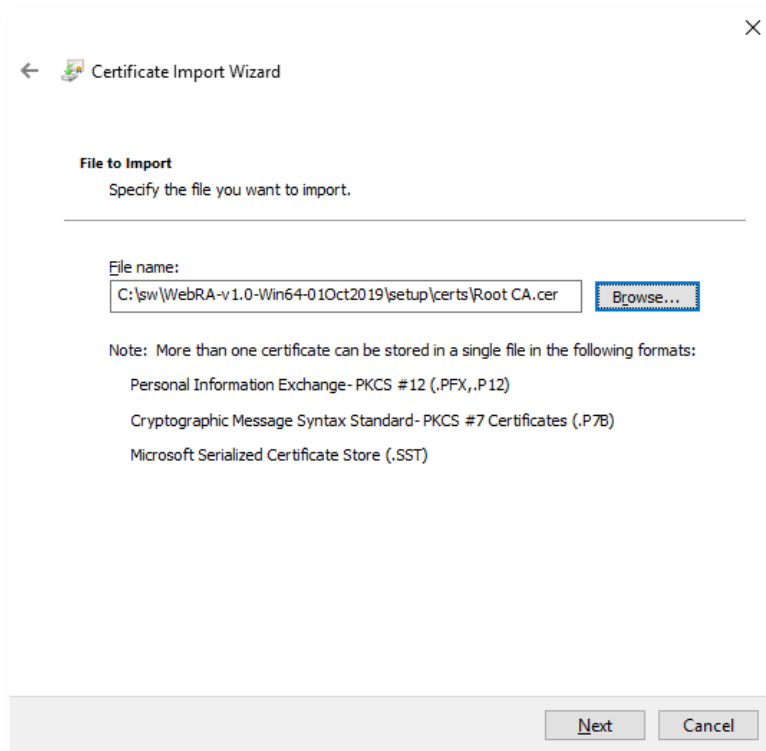 Certificate Import Wizard
File to Import
Specify the file you want to import.
File name:
C:\sw\WebRA-v1.0-Win64-01Oct2019\setup\certs\Root CA.cer
Browse...
Note: More than one certificate can be stored in a single file in the following formats:
Personal Information Exchange- PKCS #12 (.PFX,.P12)
Cryptographic Message Syntax Standard- PKCS #7 Certificates (.P7B)
Microsoft Serialized Certificate Store (.SST)
Next
Cancel